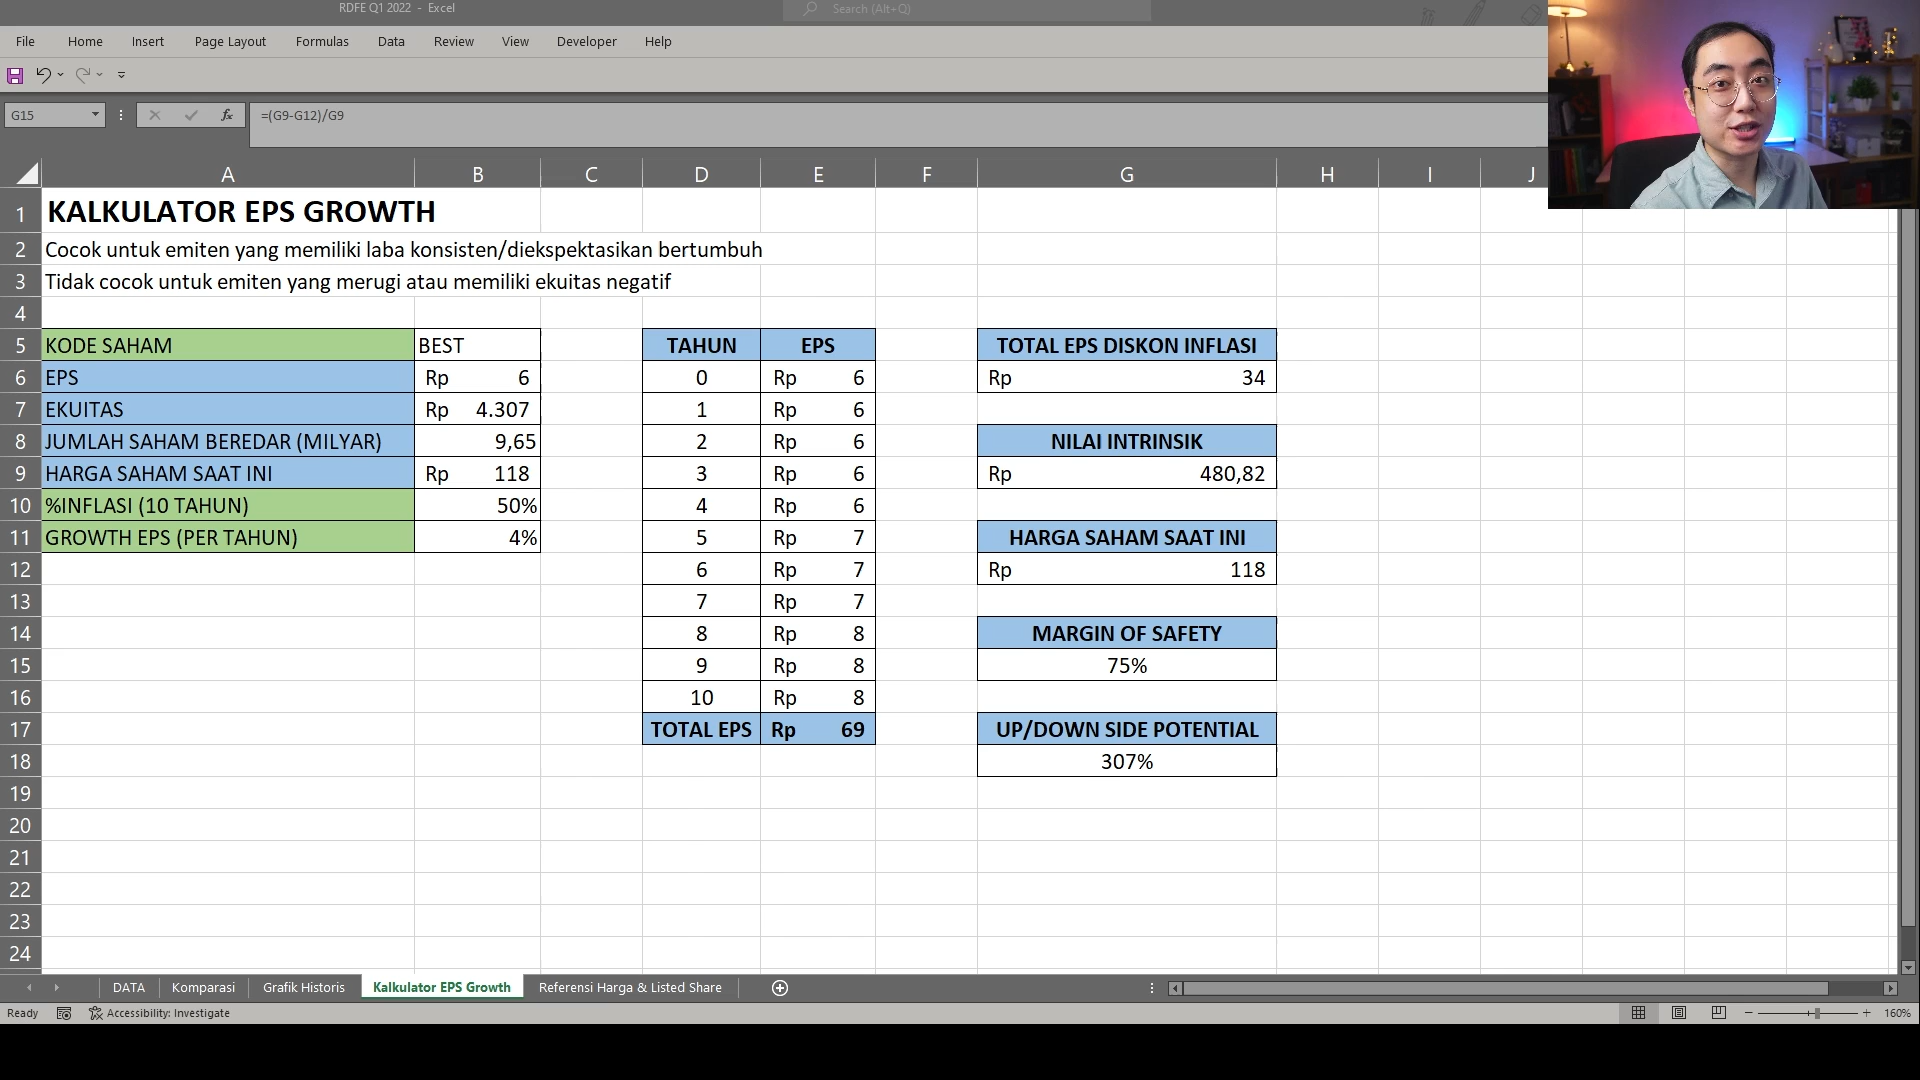 RDFE Q1 2022 - Excel
Search (Alt+Q)
File Home Insert Page Layout Formulas Data Review View Developer Help
G15 fx =(G9-G12)/G9
A B C D E F G H I J
1 KALKULATOR EPS GROWTH
2 Cocok untuk emiten yang memiliki laba konsisten/diekspektasikan bertumbuh
3 Tidak cocok untuk emiten yang merugi atau memiliki ekuitas negatif
4
5 KODE SAHAM BEST TAHUN EPS TOTAL EPS DISKON INFLASI
6 EPS Rp 6 0 Rp 6 Rp 34
7 EKUITAS Rp 4.307 1 Rp 6
8 JUMLAH SAHAM BEREDAR (MILYAR) 9,65 2 Rp 6 NILAI INTRINSIK
9 HARGA SAHAM SAAT INI Rp 118 3 Rp 6 Rp 480,82
10 %INFLASI (10 TAHUN) 50% 4 Rp 6
11 GROWTH EPS (PER TAHUN) 4% 5 Rp 7 HARGA SAHAM SAAT INI
12 6 Rp 7 Rp 118
13 7 Rp 7
14 8 Rp 8 MARGIN OF SAFETY
15 9 Rp 8 75%
16 10 Rp 8
17 TOTAL EPS Rp 69 UP/DOWN SIDE POTENTIAL
18 307%
19
20
21
22
23
24
DATA Komparasi Grafik Historis Kalkulator EPS Growth Referensi Harga & Listed Share
Ready Accessibility: Investigate 160%